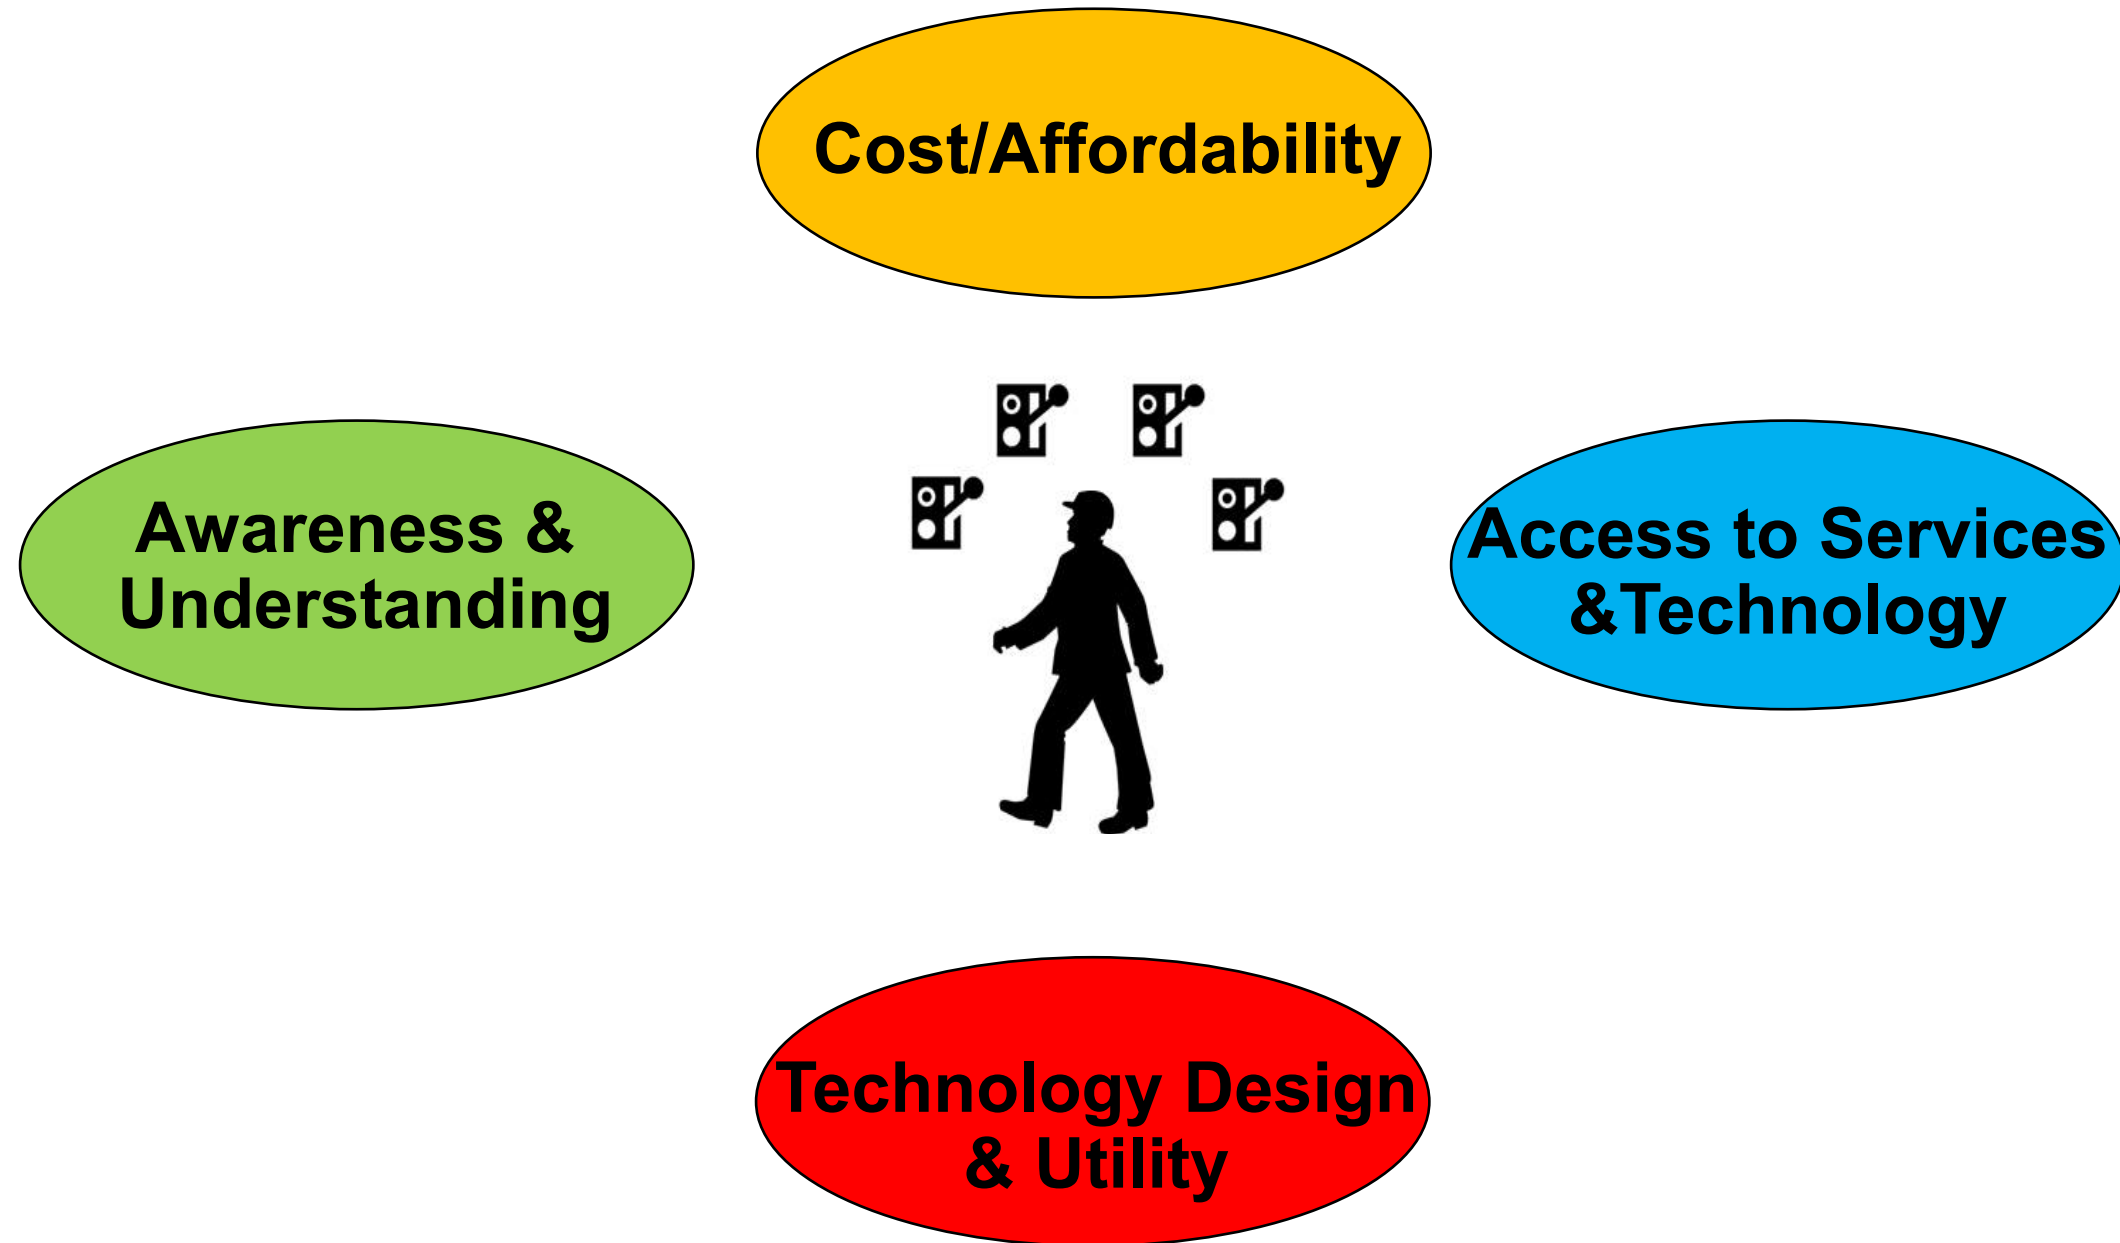 Cost/Affordability
Awareness &
Understanding
Access to Services
&Technology
Technology Design
& Utility